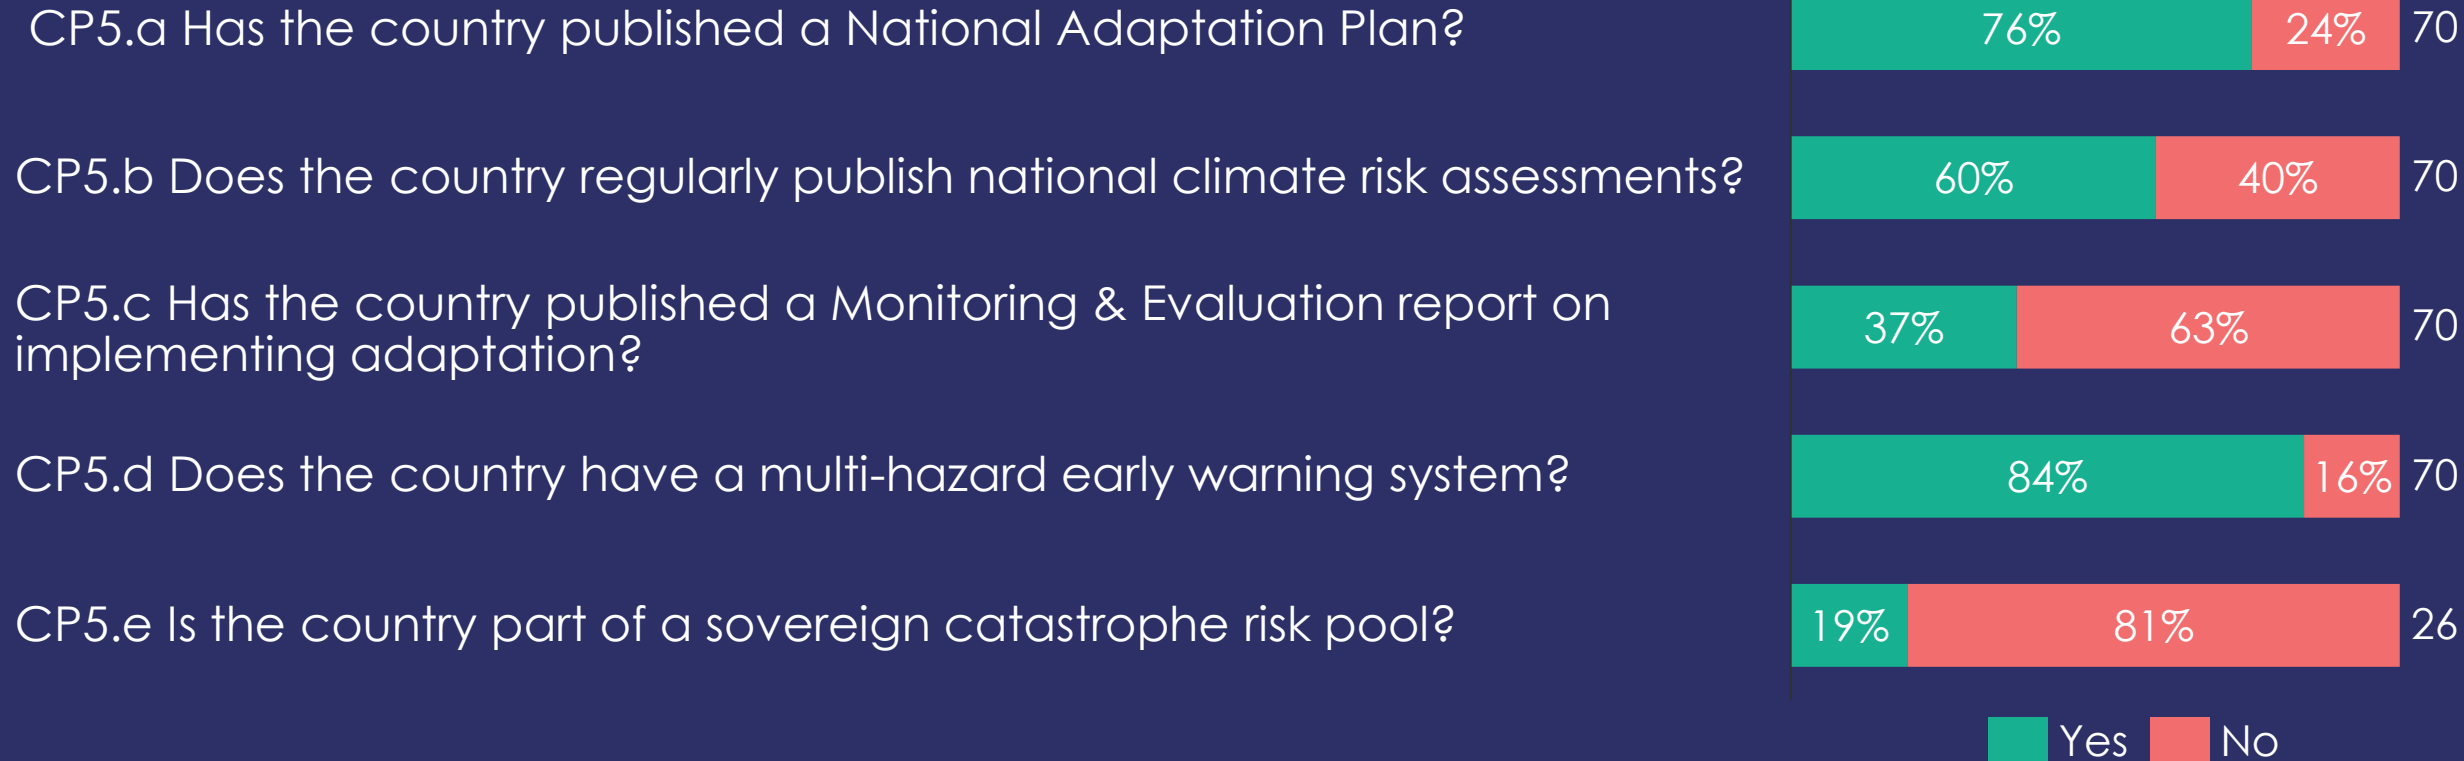 CP5.a Has the country published a National Adaptation Plan? 76% 24% 70
CP5.b Does the country regularly publish national climate risk assessments? 60% 40% 70
CP5.c Has the country published a Monitoring & Evaluation report on
implementing adaptation? 37% 63% 70
CP5.d Does the country have a multi-hazard early warning system? 84% 16% 70
CP5.e Is the country part of a sovereign catastrophe risk pool? 19% 81% 26
Yes No